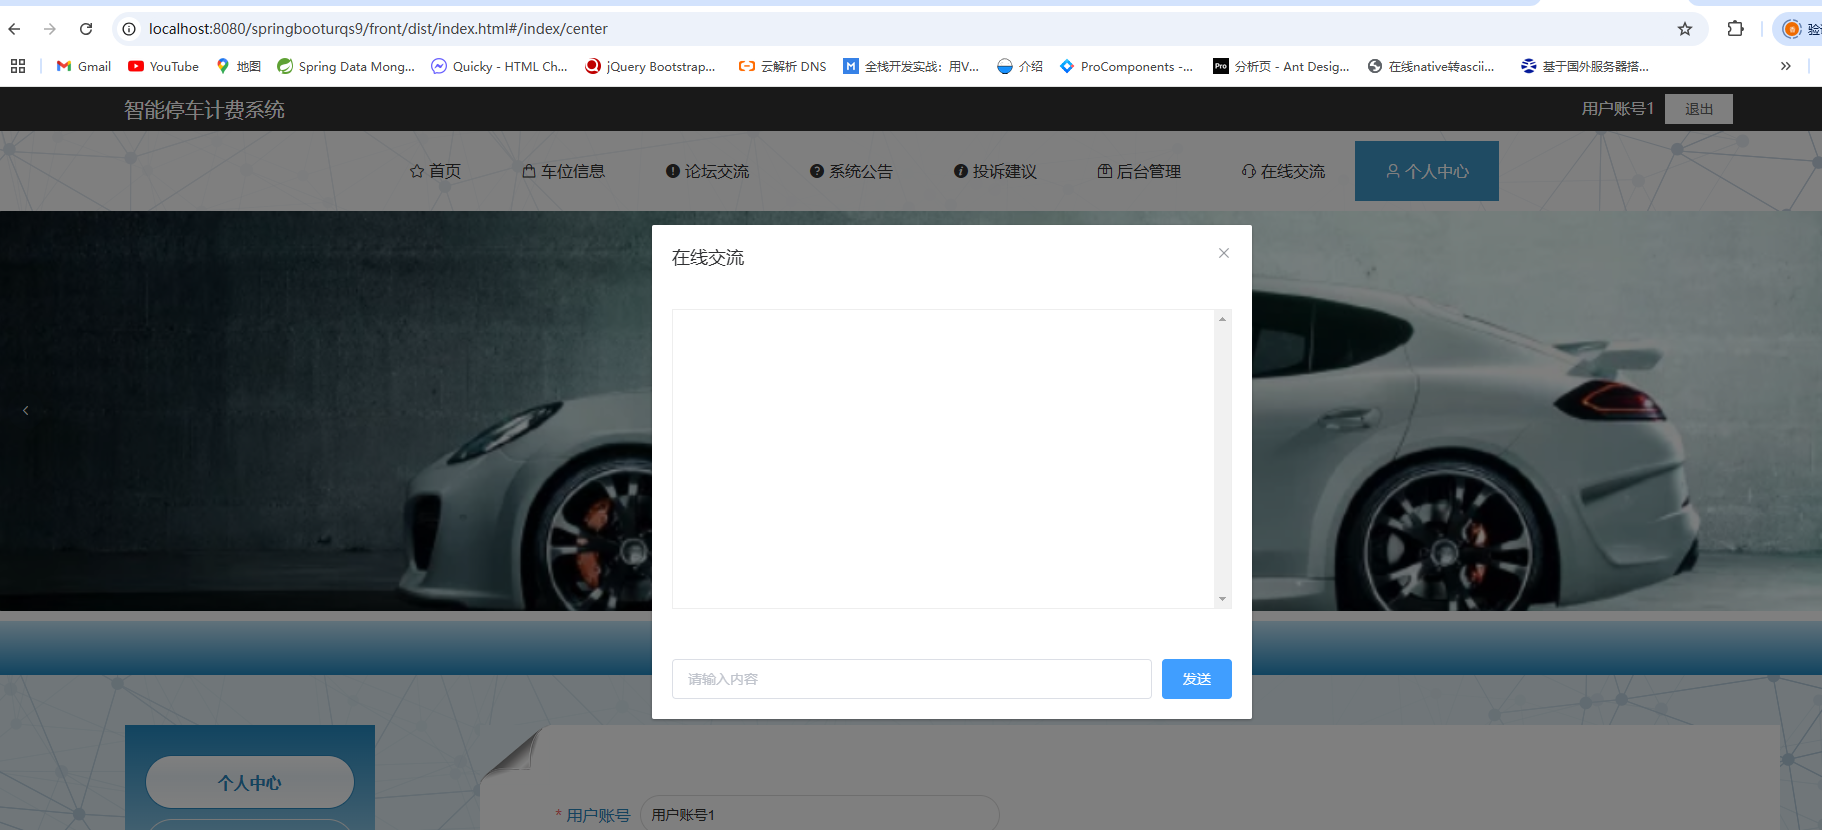 localhost:8080/springbooturqs9/front/dist/index.html#/index/center
Gmail YouTube 地图 Spring Data Mong... Quicky - HTML Ch... jQuery Bootstrap... 云解析 DNS 全栈开发实战：用V... 介绍 ProComponents -... 分析页 - Ant Desig... 在线native转ascii... 基于国外服务器搭...
智能停车计费系统 用户账号1 退出
首页 车位信息 论坛交流 系统公告 投诉建议 后台管理 在线交流 个人中心
在线交流
请输入内容 发送
个人中心
* 用户账号 用户账号1